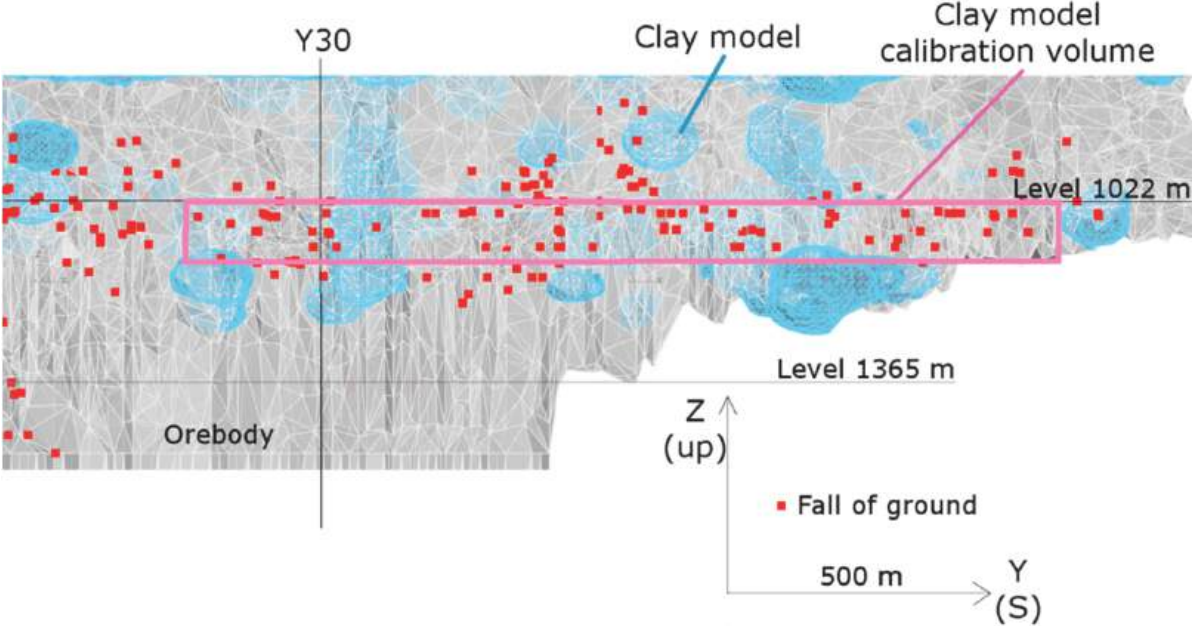 Clay model
calibration volume
Clay model
Y30
Level 1022 m
Level 1365 m
Orebody
Z
(up)
Fall of ground
500 m
Y
(S)